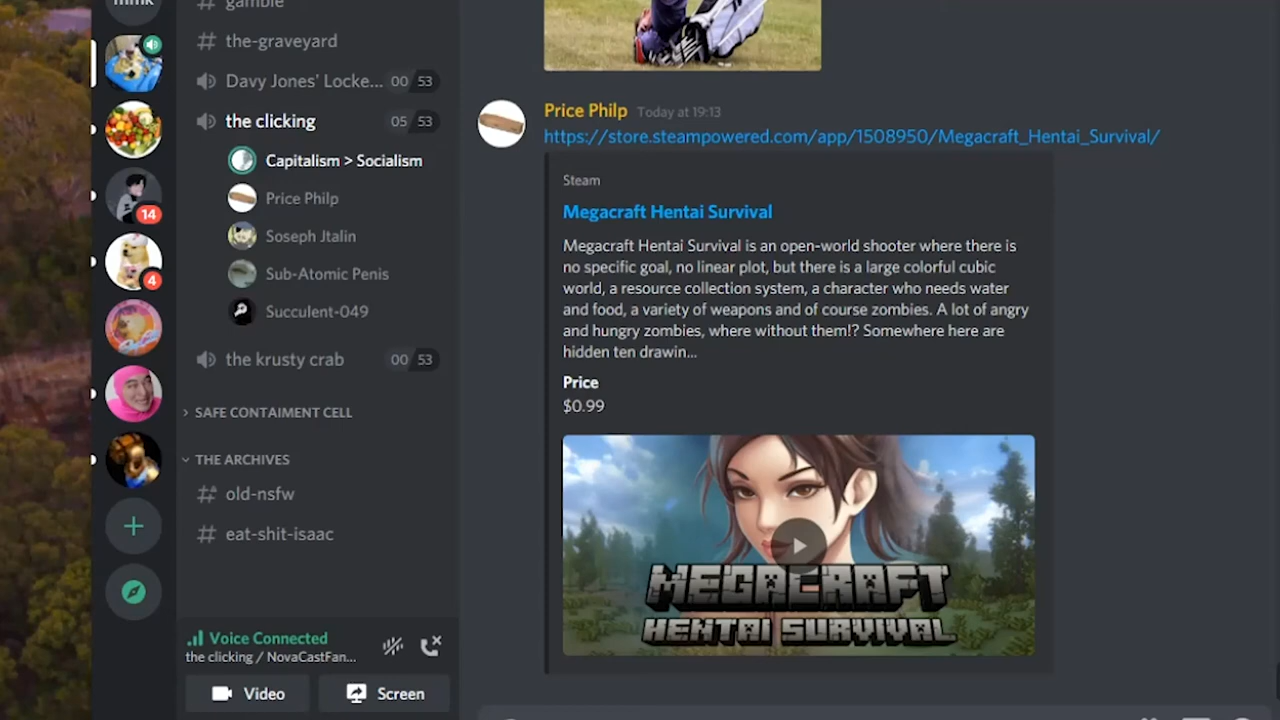 mmk
gamble
the-graveyard
Davy Jones' Locke... 00 53
the clicking 05 53
Capitalism > Socialism
Price Philp
Soseph Jtalin
Sub-Atomic Penis
Succulent-049
the krusty crab 00 53
SAFE CONTAIMENT CELL
THE ARCHIVES
old-nsfw
eat-shit-isaac
14
4
Voice Connected
the clicking / NovaCastFan...
Video Screen
Price Philp Today at 19:13
https://store.steampowered.com/app/1508950/Megacraft_Hentai_Survival/
Steam
Megacraft Hentai Survival
Megacraft Hentai Survival is an open-world shooter where there is
no specific goal, no linear plot, but there is a large colorful cubic
world, a resource collection system, a character who needs water
and food, a variety of weapons and of course zombies. A lot of angry
and hungry zombies, where without them!? Somewhere here are
hidden ten drawin...
Price
$0.99
MEGACRAFT
HENTAI SURVIVAL